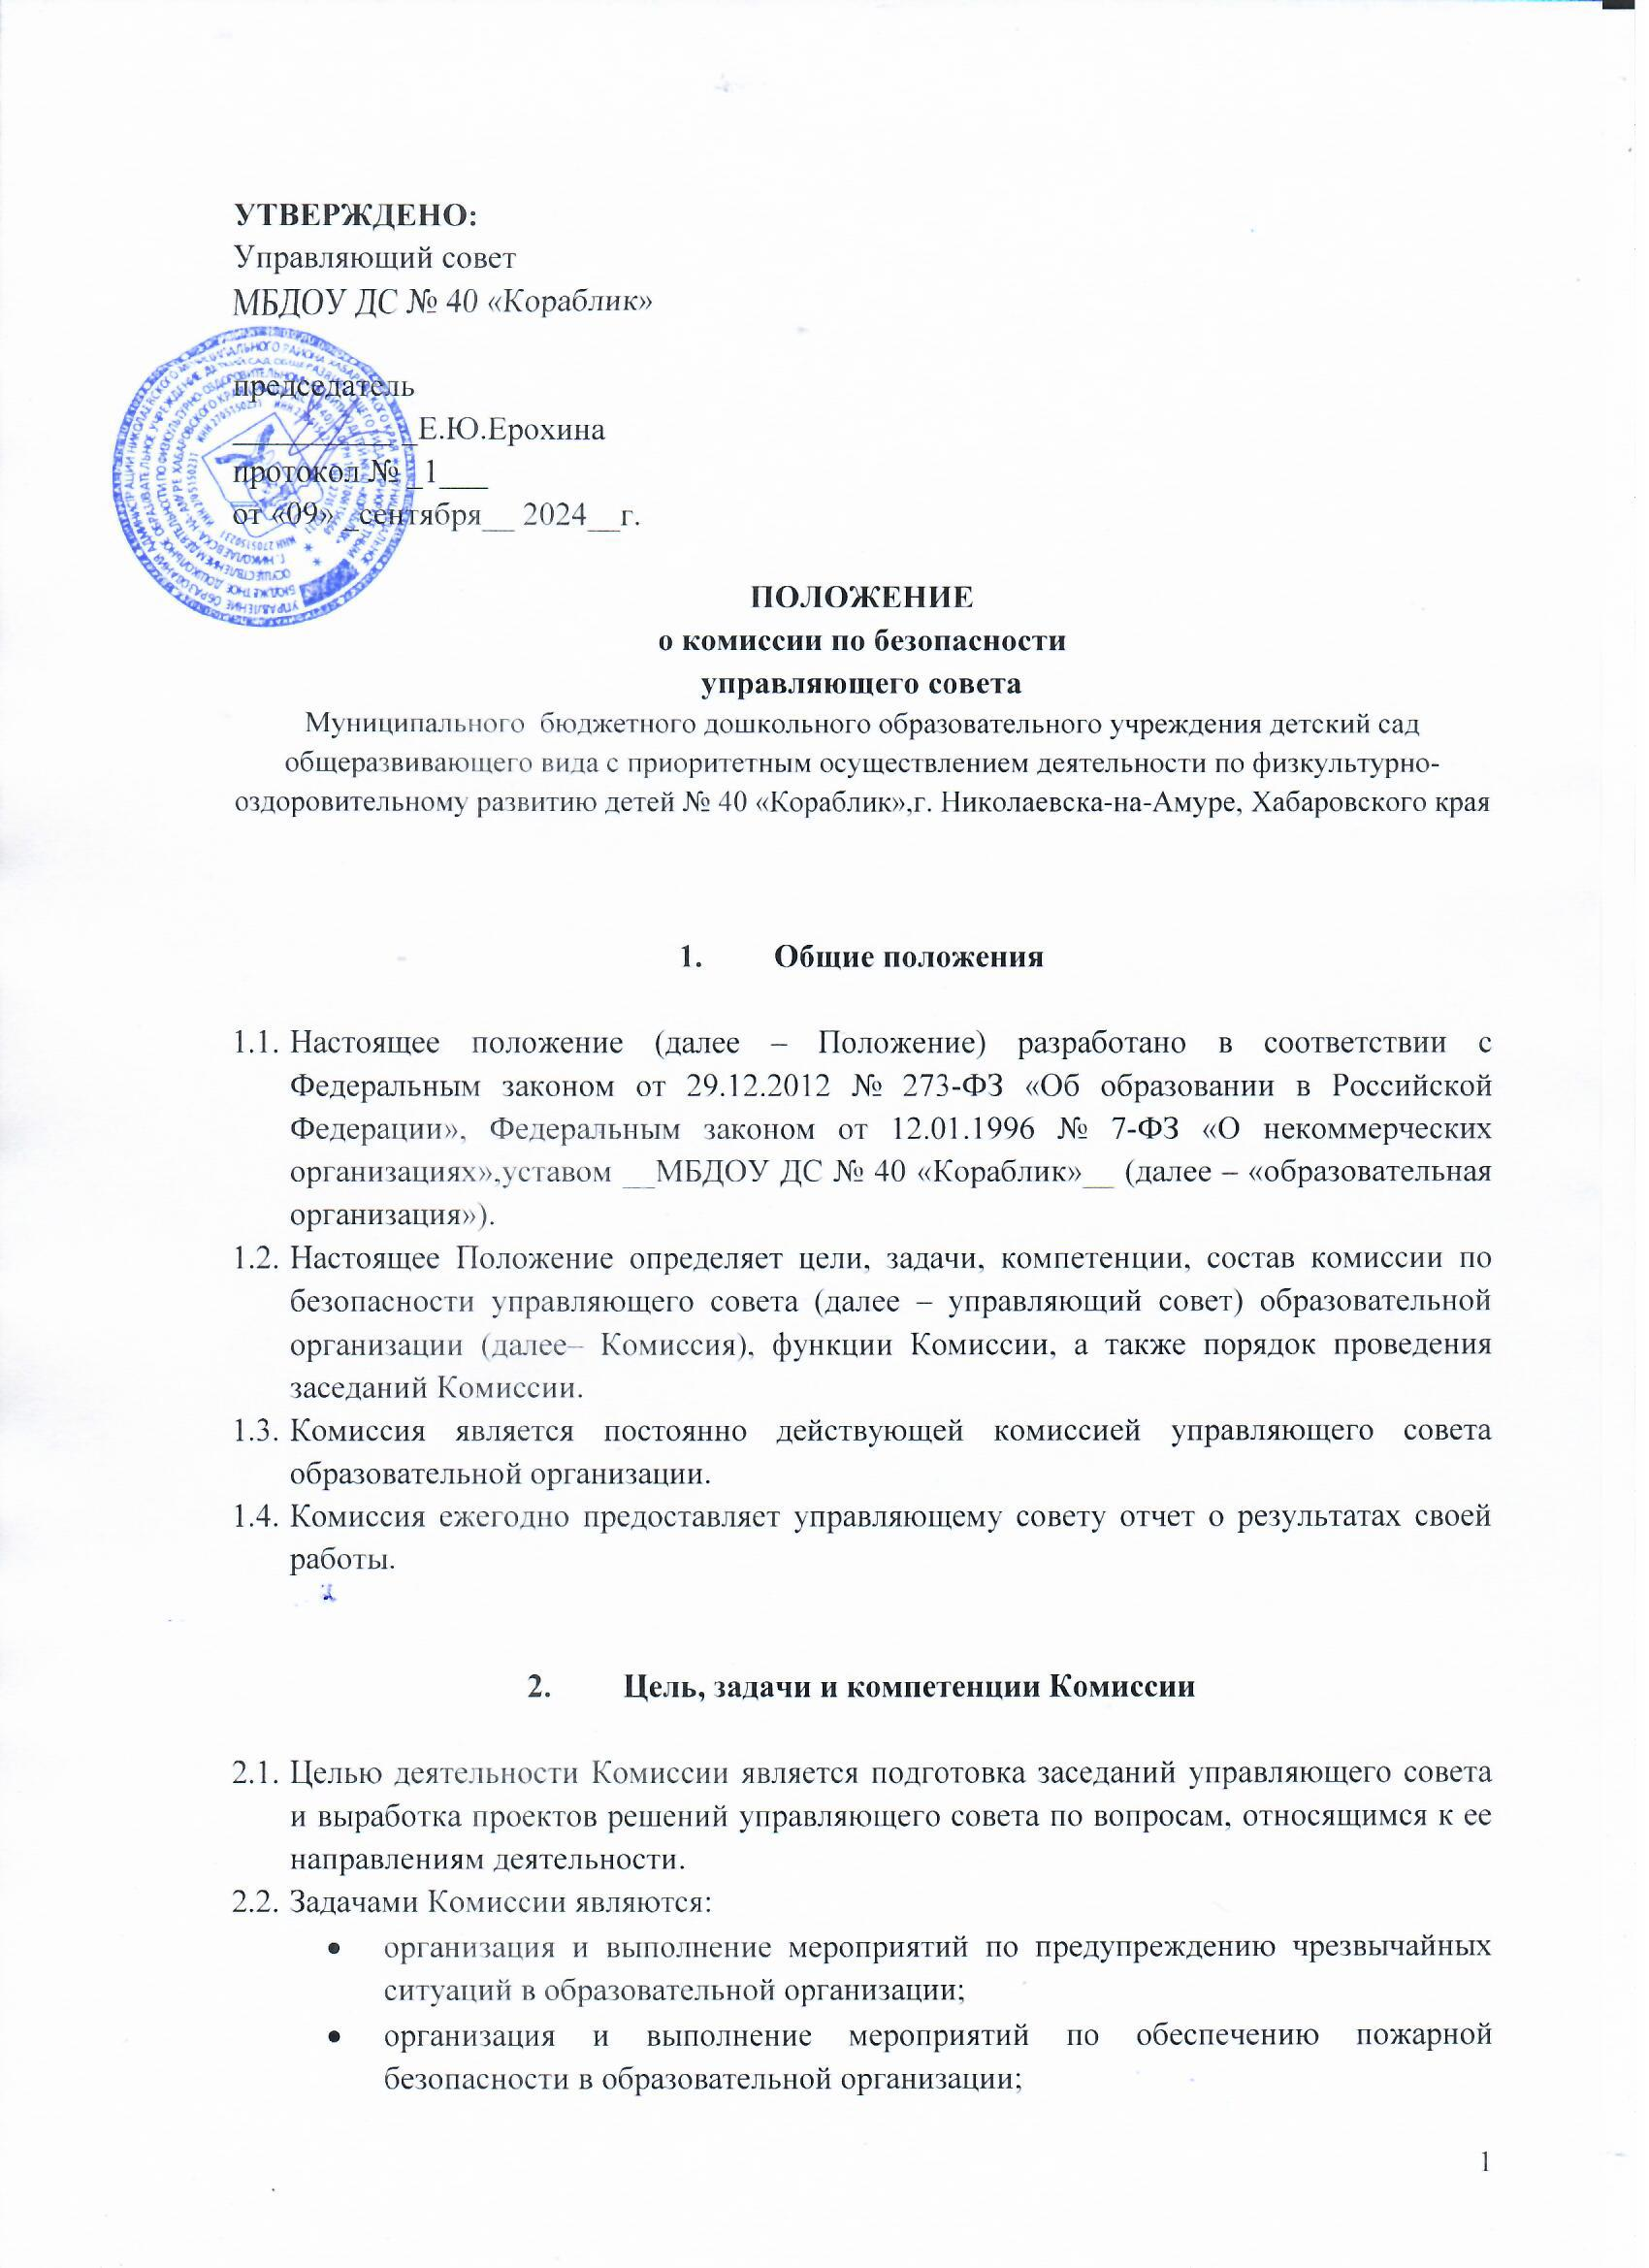 УТВЕРЖДЕНО:
Управляющий совет
МБДОУ ДС № 40 «Кораблик»
председатель
___________Е.Ю.Ерохина
протокол № _1___
от «09» _сентября__ 2024__г.
ПОЛОЖЕНИЕ
о комиссии по безопасности
управляющего совета
Муниципального бюджетного дошкольного образовательного учреждения детский сад
общеразвивающего вида с приоритетным осуществлением деятельности по физкультурно-
оздоровительному развитию детей № 40 «Кораблик»,г. Николаевска-на-Амуре, Хабаровского края
1. Общие положения
1.1. Настоящее положение (далее – Положение) разработано в соответствии с
Федеральным законом от 29.12.2012 № 273-ФЗ «Об образовании в Российской
Федерации», Федеральным законом от 12.01.1996 № 7-ФЗ «О некоммерческих
организациях»,уставом __МБДОУ ДС № 40 «Кораблик»__ (далее – «образовательная
организация»).
1.2. Настоящее Положение определяет цели, задачи, компетенции, состав комиссии по
безопасности управляющего совета (далее – управляющий совет) образовательной
организации (далее– Комиссия), функции Комиссии, а также порядок проведения
заседаний Комиссии.
1.3. Комиссия является постоянно действующей комиссией управляющего совета
образовательной организации.
1.4. Комиссия ежегодно предоставляет управляющему совету отчет о результатах своей
работы.
2. Цель, задачи и компетенции Комиссии
2.1. Целью деятельности Комиссии является подготовка заседаний управляющего совета
и выработка проектов решений управляющего совета по вопросам, относящимся к ее
направлениям деятельности.
2.2. Задачами Комиссии являются:
• организация и выполнение мероприятий по предупреждению чрезвычайных
ситуаций в образовательной организации;
• организация и выполнение мероприятий по обеспечению пожарной
безопасности в образовательной организации;
1